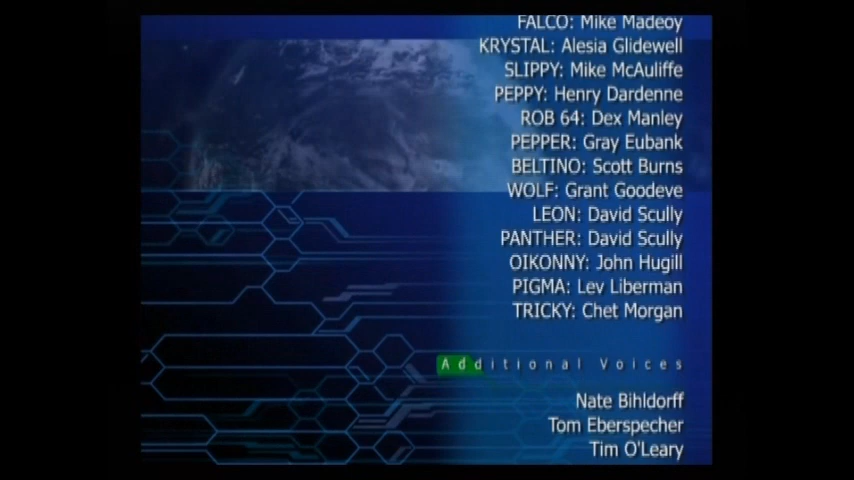 FALCO: Mike Madeoy
KRYSTAL: Alesia Glidewell
SLIPPY: Mike McAuliffe
PEPPY: Henry Dardenne
ROB 64: Dex Manley
PEPPER: Gray Eubank
BELTINO: Scott Burns
WOLF: Grant Goodeve
LEON: David Scully
PANTHER: David Scully
OIKONNY: John Hugill
PIGMA: Lev Liberman
TRICKY: Chet Morgan
Additional Voices
Nate Bihldorff
Tom Eberspecher
Tim O'Leary